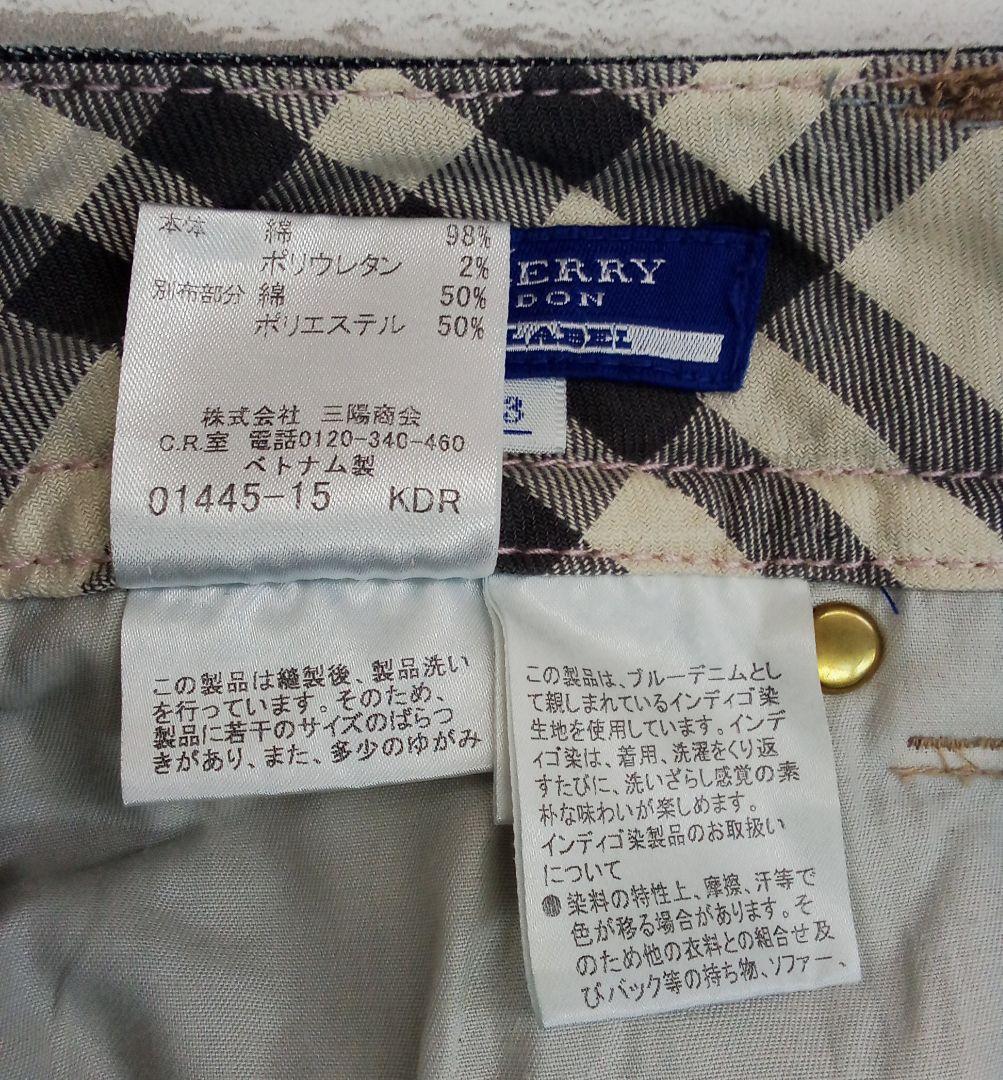 本体 綿 98%
ポリウレタン 2%
別布部分 綿 50%
ポリエステル 50%
株式会社 三陽商会
C.R.室 電話0120-340-460
ベトナム製
01445-15 KDR
ERRY
DON
LABEL
この製品は縫製後、製品洗い
を行っています。そのため、
製品に若干のサイズのばらつ
きがあり、また、多少のゆがみ
この製品は、ブルーデニムとし
て親しまれているインディゴ染
生地を使用しています。インデ
ィゴ染は、着用、洗濯をくり返
すたびに、洗いざらし感覚の素
朴な味わいが楽しめます。
インディゴ染製品のお取扱い
について
●染料の特性上、摩擦、汗等で
色が移る場合があります。そ
のため他の衣料との組合せ及
びバック等の持ち物、ソファー、